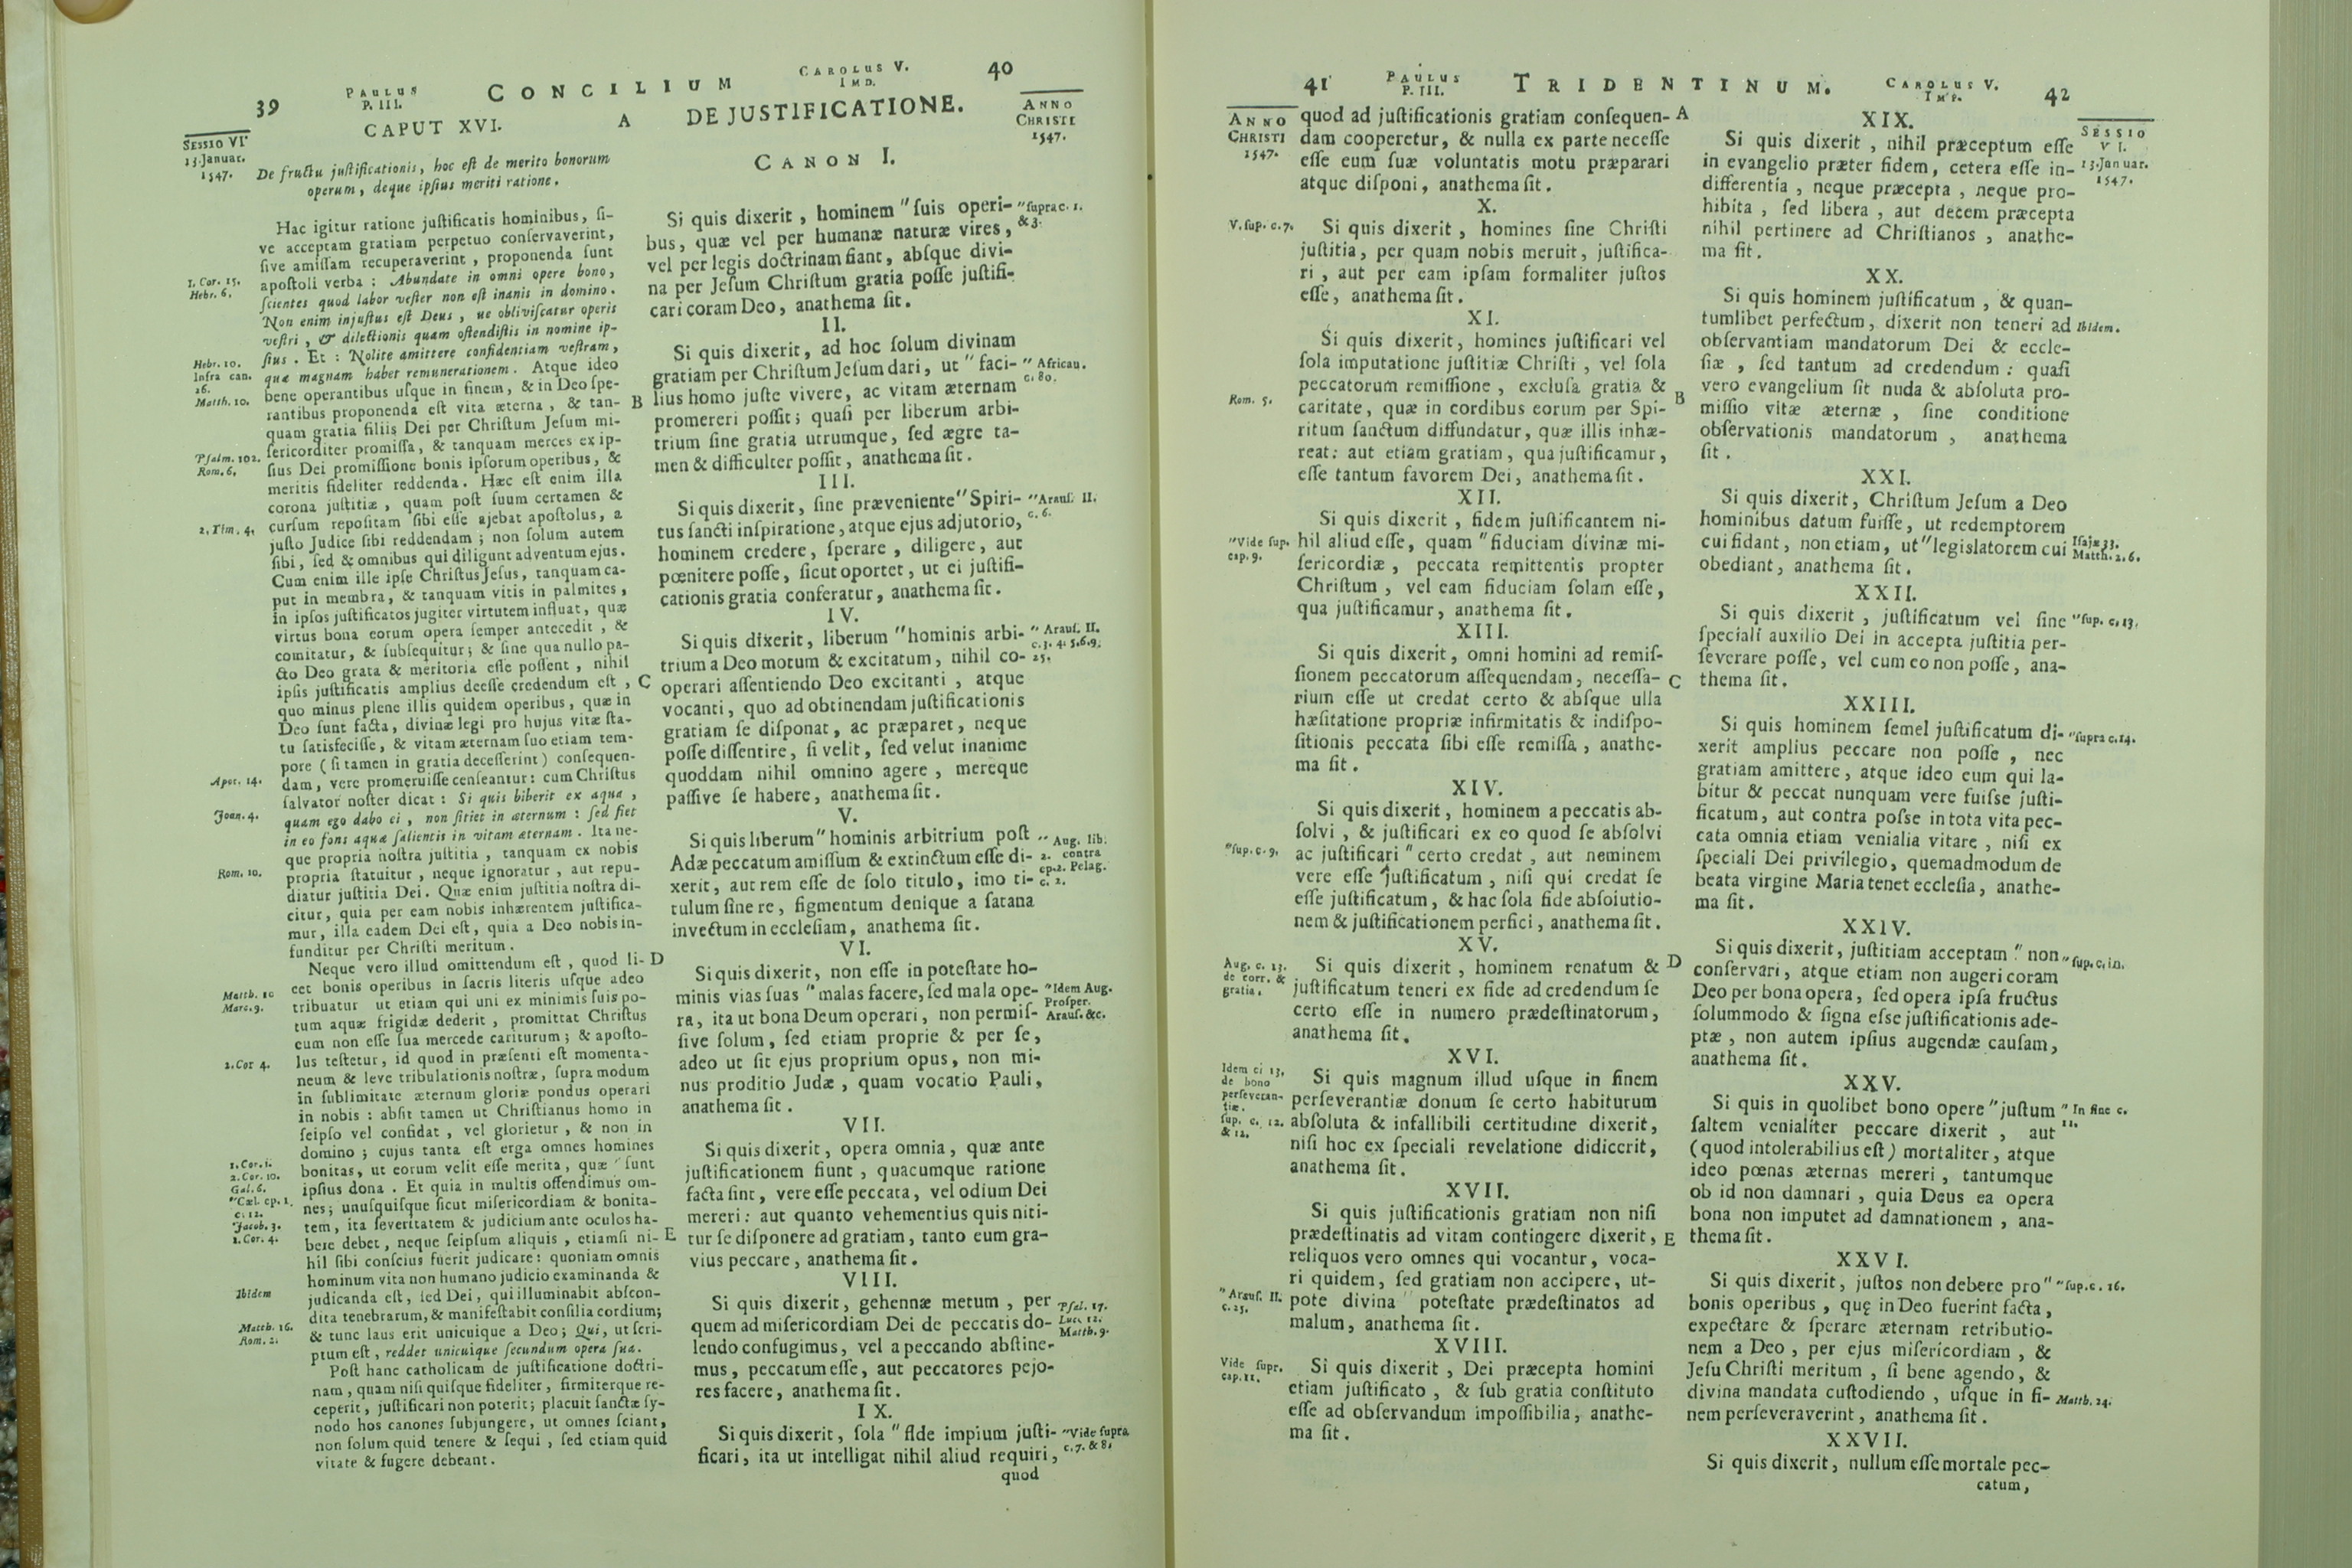 39
PAULUS
P. III.
CONCILIUM
CAROLUS V.
IMD.
40
SESSIO VI
13. Januar.
1547.
CAPUT XVI.
De fructu juſtificationis, hoc eſt de merito bonorum
operum, deque ipſius meriti ratione.
Hac igitur ratione juſtificatis hominibus, ſi-
ve acceptam gratiam perpetuo conſervaverint,
ſive amiſſam recuperaverint, proponenda ſunt
1. Cor. 15.
apoſtoli verba: Abundate in omni opere bono,
Hebr. 6.
ſcientes quod labor veſter non eſt inanis in domino.
Non enim injuſtus eſt Deus, ue obliviſcatur operis
veſtri, & dilectionis quam oſtendiſtis in nomine ip-
Hebr. 10.
ſius. Et: Nolite amittere confidentiam veſtram,
Infra can.
26.
quæ magnam habet remunerationem. Atque ideo
Matth. 10.
bene operantibus uſque in finem, & in Deo ſpe-
rantibus proponenda eſt vita æterna, & tan-
quam gratia filiis Dei per Chriſtum Jeſum mi-
ſericorditer promiſſa, & tanquam merces ex ip-
Pſalm. 102.
Rom. 6.
ſius Dei promiſſione bonis ipſorum operibus, &
meritis fideliter reddenda. Hæc eſt enim illa
corona juſtitiæ, quam poſt ſuum certamen &
2. Tim. 4.
curſum repoſitam ſibi eſſe ajebat apoſtolus, a
juſto Judice ſibi reddendam; non ſolum autem
ſibi, ſed & omnibus qui diligunt adventum ejus.
Cum enim ille ipſe Chriſtus Jeſus, tanquam ca-
put in membra, & tanquam vitis in palmites,
in ipſos juſtificatos jugiter virtutem influat, quæ
virtus bona eorum opera ſemper antecedit, &
comitatur, & ſubſequitur; & ſine qua nullo pa-
cto Deo grata & meritoria eſſe poſſent, nihil
ipſis juſtificatis amplius deeſſe credendum eſt,
quo minus plene illis quidem operibus, quæ in
Deo ſunt facta, divinæ legi pro hujus vitæ ſta-
tu ſatisfeciſſe, & vitam æternam ſuo etiam tem-
pore (ſi tamen in gratia deceſſerint) conſequen-
Apoc. 14.
dam, vere promeruiſſe cenſeantur: cum Chriſtus
ſalvator noſter dicat: Si quis biberit ex aqua,
Joan. 4.
quam ego dabo ei, non ſitiet in æternum: ſed fiet
in eo fons aquæ ſalientis in vitam æternam. Ita ne-
que propria noſtra juſtitia, tanquam ex nobis
Rom. 10.
propria ſtatuitur, neque ignoratur, aut repu-
diatur juſtitia Dei. Quæ enim juſtitia noſtra di-
citur, quia per eam nobis inhærentem juſtifica-
mur, illa eadem Dei eſt, quia a Deo nobis in-
funditur per Chriſti meritum.
Neque vero illud omittendum eſt, quod li-
cet bonis operibus in ſacris literis uſque adeo
Matth. 10
Marc. 9.
tribuatur ut etiam qui uni ex minimis ſuis po-
tum aquæ frigidæ dederit, promittat Chriſtus
eum non eſſe ſua mercede cariturum; & apoſto-
2. Cor 4.
lus teſtetur, id quod in præſenti eſt momenta-
neum & leve tribulationis noſtræ, ſupra modum
in ſublimitate æternum gloriæ pondus operari
in nobis: abſit tamen ut Chriſtianus homo in
ſeipſo vel confidat, vel glorietur, & non in
domino; cujus tanta eſt erga omnes homines
1. Cor. 1.
2. Cor. 10.
bonitas, ut eorum velit eſſe merita, quæ " ſunt
Gal. 6.
ipſius dona. Et quia in multis offendimus om-
"Cæl. ep. 1.
c. 12.
nes; unuſquiſque ſicut miſericordiam & bonita-
Jacob. 3.
tem, ita ſeveritatem & judicium ante oculos ha-
1. Cor. 4.
bere debet, neque ſeipſum aliquis, etiamſi ni-
hil ſibi conſcius fuerit judicare: quoniam omnis
hominum vita non humano judicio examinanda &
Ibidem
judicanda eſt, ſed Dei, qui illuminabit abſcon-
dita tenebrarum, & manifeſtabit conſilia cordium;
Matth. 16.
Rom. 2.
& tunc laus erit unicuique a Deo; Qui, ut ſcri-
ptum eſt, reddet unicuique ſecundum opera ſua.
Poſt hanc catholicam de juſtificatione doctri-
nam, quam niſi quiſque fideliter, firmiterque re-
ceperit, juſtificari non poterit; placuit ſanctæ ſy-
nodo hos canones ſubjungere, ut omnes ſciant,
non ſolum quid tenere & ſequi, ſed etiam quid
vitate & fugere debeant.
A
B
C
D
E
DE JUSTIFICATIONE.
ANNO
CHRISTI
1547.
CANON I.
Si quis dixerit, hominem " ſuis operi-
"ſupra c. 1.
& 3.
bus, quæ vel per humanæ naturæ vires,
vel per legis doctrinam fiant, abſque divi-
na per Jeſum Chriſtum gratia poſſe juſtifi-
cari coram Deo, anathema ſit.
II.
Si quis dixerit, ad hoc ſolum divinam
gratiam per Chriſtum Jeſum dari, ut " faci-
" African.
c. 80.
lius homo juſte vivere, ac vitam æternam
promereri poſſit; quaſi per liberum arbi-
trium ſine gratia utrumque, ſed ægre ta-
men & difficulter poſſit, anathema ſit.
III.
Si quis dixerit, ſine præveniente " Spiri-
"Arauſ. II.
c. 6.
tus ſancti inſpiratione, atque ejus adjutorio,
hominem credere, ſperare, diligere, aut
pœnitere poſſe, ſicut oportet, ut ei juſtifi-
cationis gratia conferatur, anathema ſit.
IV.
Si quis dixerit, liberum " hominis arbi-
" Arauſ. II.
c. 3. 4. 5. 6. 9.
25.
trium a Deo motum & excitatum, nihil co-
operari aſſentiendo Deo excitanti, atque
vocanti, quo ad obtinendam juſtificationis
gratiam ſe diſponat, ac præparet, neque
poſſe diſſentire, ſi velit, ſed velut inanime
quoddam nihil omnino agere, mereque
paſſive ſe habere, anathema ſit.
V.
Si quis liberum " hominis arbitrium poſt
" Aug. lib.
2. contra
ep. 2. Pelag.
c. 2.
Adæ peccatum amiſſum & extinctum eſſe di-
xerit, aut rem eſſe de ſolo titulo, imo ti-
tulum ſine re, figmentum denique a ſatana
invectum in eccleſiam, anathema ſit.
VI.
Si quis dixerit, non eſſe in poteſtate ho-
minis vias ſuas " malas facere, ſed mala ope-
"Idem Aug.
Proſper.
Arauſ. &c.
ra, ita ut bona Deum operari, non permiſ-
ſive ſolum, ſed etiam proprie & per ſe,
adeo ut ſit ejus proprium opus, non mi-
nus proditio Judæ, quam vocatio Pauli,
anathema ſit.
VII.
Si quis dixerit, opera omnia, quæ ante
juſtificationem fiunt, quacumque ratione
facta ſint, vere eſſe peccata, vel odium Dei
mereri: aut quanto vehementius quis niti-
tur ſe diſponere ad gratiam, tanto eum gra-
vius peccare, anathema ſit.
VIII.
Si quis dixerit, gehennæ metum, per
Pſal. 17.
Luc. 12.
Matth. 9.
quem ad miſericordiam Dei de peccatis do-
lendo confugimus, vel a peccando abſtine-
mus, peccatum eſſe, aut peccatores pejo-
res facere, anathema ſit.
IX.
Si quis dixerit, ſola " fide impium juſti-
"Vide ſupra
c. 7. & 8.
ficari, ita ut intelligat nihil aliud requiri,
quod
41
PAULUS
P. III.
TRIDENTINUM.
CAROLUS V.
IMP.
42
ANNO
CHRISTI
1547.
quod ad juſtificationis gratiam conſequen-
dam cooperetur, & nulla ex parte neceſſe
eſſe eum ſuæ voluntatis motu præparari
atque diſponi, anathema ſit.
X.
V. ſup. c. 7.
Si quis dixerit, homines ſine Chriſti
juſtitia, per quam nobis meruit, juſtifica-
ri, aut per eam ipſam formaliter juſtos
eſſe, anathema ſit.
XI.
Si quis dixerit, homines juſtificari vel
ſola imputatione juſtitiæ Chriſti, vel ſola
peccatorum remiſſione, excluſa gratia &
Rom. 5.
caritate, quæ in cordibus eorum per Spi-
ritum ſanctum diffundatur, quæ illis inhæ-
reat: aut etiam gratiam, qua juſtificamur,
eſſe tantum favorem Dei, anathema ſit.
XII.
Si quis dixerit, fidem juſtificantem ni-
"Vide ſup.
cap. 9.
hil aliud eſſe, quam " fiduciam divinæ mi-
ſericordiæ, peccata remittentis propter
Chriſtum, vel eam fiduciam ſolam eſſe,
qua juſtificamur, anathema ſit.
XIII.
Si quis dixerit, omni homini ad remiſ-
ſionem peccatorum aſſequendam, neceſſa-
rium eſſe ut credat certo & abſque ulla
hæſitatione propriæ infirmitatis & indiſpo-
ſitionis peccata ſibi eſſe remiſſa, anathe-
ma ſit.
XIV.
Si quis dixerit, hominem a peccatis ab-
ſolvi, & juſtificari ex eo quod ſe abſolvi
"ſup. c. 9.
ac juſtificari " certo credat, aut neminem
vere eſſe juſtificatum, niſi qui credat ſe
eſſe juſtificatum, & hac ſola fide abſoiutio-
nem & juſtificationem perfici, anathema ſit.
XV.
Aug. c. 13.
de corr. &
gratia.
Si quis dixerit, hominem renatum &
juſtificatum teneri ex fide ad credendum ſe
certo eſſe in numero prædeſtinatorum,
anathema ſit.
XVI.
Idem ci 13.
de bono
perſeveran-
tiæ.
ſup. c. 12.
& 12.
Si quis magnum illud uſque in finem
perſeverantiæ donum ſe certo habiturum
abſoluta & infallibili certitudine dixerit,
niſi hoc ex ſpeciali revelatione didicerit,
anathema ſit.
XVII.
Si quis juſtificationis gratiam non niſi
prædeſtinatis ad vitam contingere dixerit,
reliquos vero omnes qui vocantur, voca-
ri quidem, ſed gratiam non accipere, ut-
"Arauſ. II.
c. 25.
pote divina " poteſtate prædeſtinatos ad
malum, anathema ſit.
XVIII.
Vide ſupr.
cap. 11.
Si quis dixerit, Dei præcepta homini
etiam juſtificato, & ſub gratia conſtituto
eſſe ad obſervandum impoſſibilia, anathe-
ma ſit.
A
B
C
D
E
XIX.
SESSIO
VI.
13. Januar.
1547.
Si quis dixerit, nihil præceptum eſſe
in evangelio præter fidem, cetera eſſe in-
differentia, neque præcepta, neque pro-
hibita, ſed libera, aut decem præcepta
nihil pertinere ad Chriſtianos, anathe-
ma ſit.
XX.
Si quis hominem juſtificatum, & quan-
tumlibet perfectum, dixerit non teneri ad
Ibidem.
obſervantiam mandatorum Dei & eccle-
ſiæ, ſed tantum ad credendum: quaſi
vero evangelium ſit nuda & abſoluta pro-
miſſio vitæ æternæ, ſine conditione
obſervationis mandatorum, anathema
ſit.
XXI.
Si quis dixerit, Chriſtum Jeſum a Deo
hominibus datum fuiſſe, ut redemptorem
cui fidant, non etiam, ut " legislatorem cui
Iſajæ 33.
Matth. 2. 6.
obediant, anathema ſit.
XXII.
Si quis dixerit, juſtificatum vel ſine
"ſup. c. 13.
ſpeciali auxilio Dei in accepta juſtitia per-
ſeverare poſſe, vel cum eo non poſſe, ana-
thema ſit.
XXIII.
Si quis hominem ſemel juſtificatum di-
"ſupra c. 14.
xerit amplius peccare non poſſe, nec
gratiam amittere, atque ideo eum qui la-
bitur & peccat nunquam vere fuiſse juſti-
ficatum, aut contra poſse in tota vita pec-
cata omnia etiam venialia vitare, niſi ex
ſpeciali Dei privilegio, quemadmodum de
beata virgine Maria tenet eccleſia, anathe-
ma ſit.
XXIV.
Si quis dixerit, juſtitiam acceptam " non
"ſup. c. in.
conſervari, atque etiam non augeri coram
Deo per bona opera, ſed opera ipſa fructus
ſolummodo & ſigna eſse juſtificationis ade-
ptæ, non autem ipſius augendæ cauſam,
anathema ſit.
XXV.
Si quis in quolibet bono opere " juſtum
" In fine c.
11.
ſaltem venialiter peccare dixerit, aut
(quod intolerabilius eſt) mortaliter, atque
ideo pœnas æternas mereri, tantumque
ob id non damnari, quia Deus ea opera
bona non imputet ad damnationem, ana-
thema ſit.
XXVI.
Si quis dixerit, juſtos non debere pro "
"ſup. c. 16.
bonis operibus, quę in Deo fuerint facta,
expectare & ſperare æternam retributio-
nem a Deo, per ejus miſericordiam, &
Jeſu Chriſti meritum, ſi bene agendo, &
divina mandata cuſtodiendo, uſque in fi-
Matth. 24.
nem perſeveraverint, anathema ſit.
XXVII.
Si quis dixerit, nullum eſſe mortale pec-
catum,